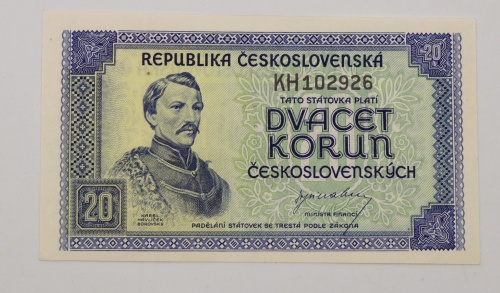 20
20
REPUBLIKA ČESKOSLOVENSKÁ
KH102926
TATO STÁTOVKA PLATÍ
DVACET
KORUN
ČESKOSLOVENSKÝCH
MINISTR FINANCÍ
20
KAREL
HAVLÍČEK
BOROVSKÝ
PADĚLÁNÍ STÁTOVEK SE TRESTÁ PODLE ZÁKONA